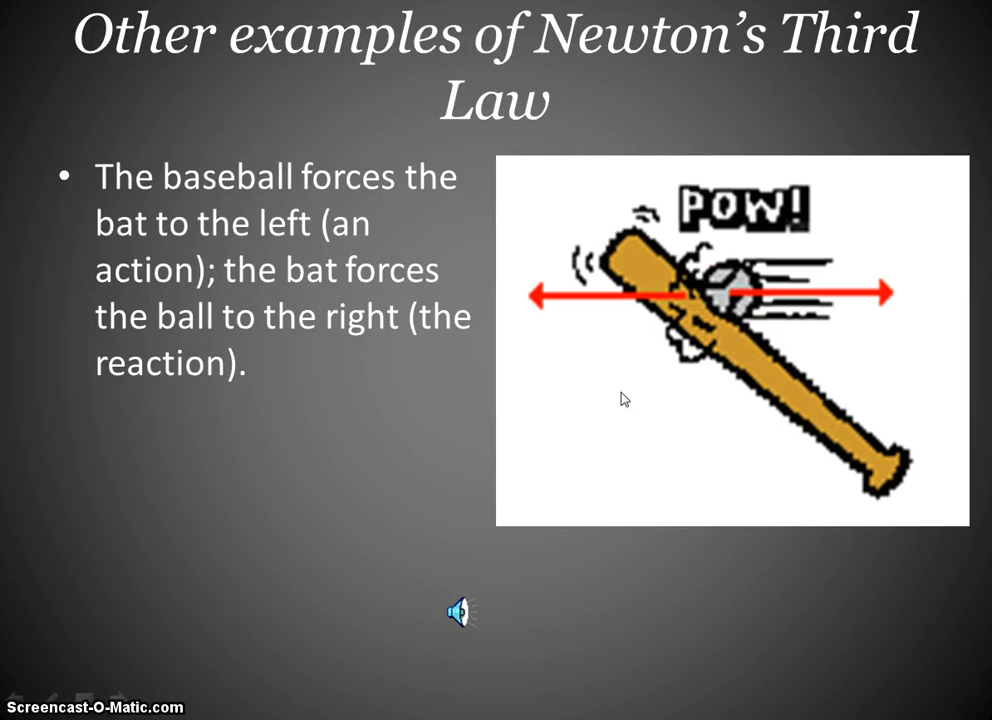 Other examples of Newton’s Third
Law
• The baseball forces the
bat to the left (an
action); the bat forces
the ball to the right (the
reaction).
POW!
Screencast-O-Matic.com